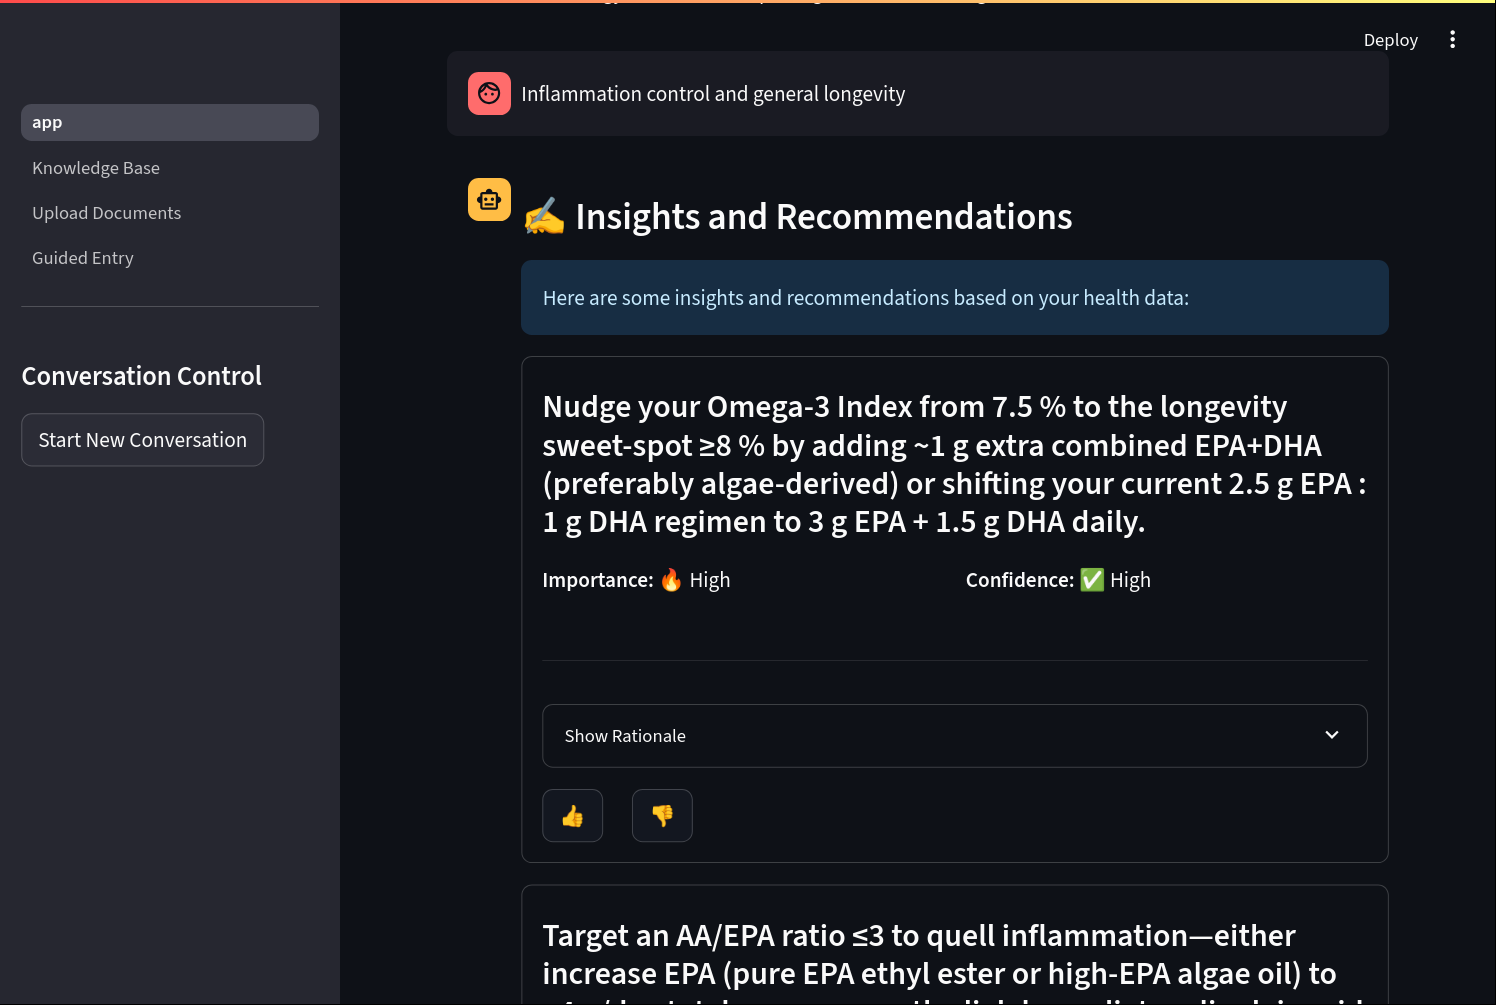 Deploy
app
Knowledge Base
Upload Documents
Guided Entry
Conversation Control
Start New Conversation
Inflammation control and general longevity
✍️ Insights and Recommendations
Here are some insights and recommendations based on your health data:
Nudge your Omega-3 Index from 7.5 % to the longevity
sweet-spot ≥8 % by adding ~1 g extra combined EPA+DHA
(preferably algae-derived) or shifting your current 2.5 g EPA :
1 g DHA regimen to 3 g EPA + 1.5 g DHA daily.
Importance: 🔥 High
Confidence: ✅ High
Show Rationale
👍 👎
Target an AA/EPA ratio ≤3 to quell inflammation—either
increase EPA (pure EPA ethyl ester or high-EPA algae oil) to